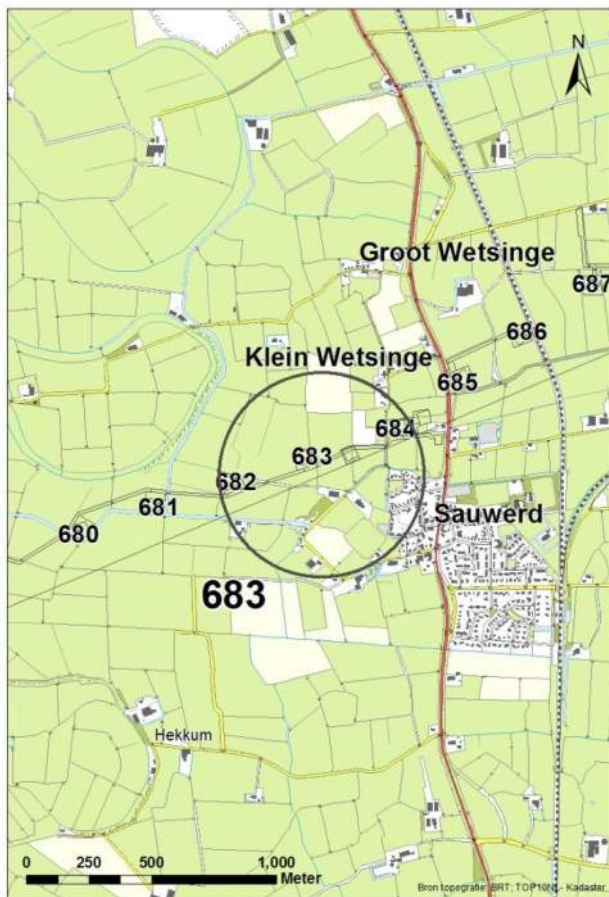 N
Groot Wetsinge
687
686
Klein Wetsinge
685
684
683
682
681
680
Sauwerd
683
Hekkum
0 250 500 1,000
Meter
Bron topografie: BRT; TOP10NL - Kadaster